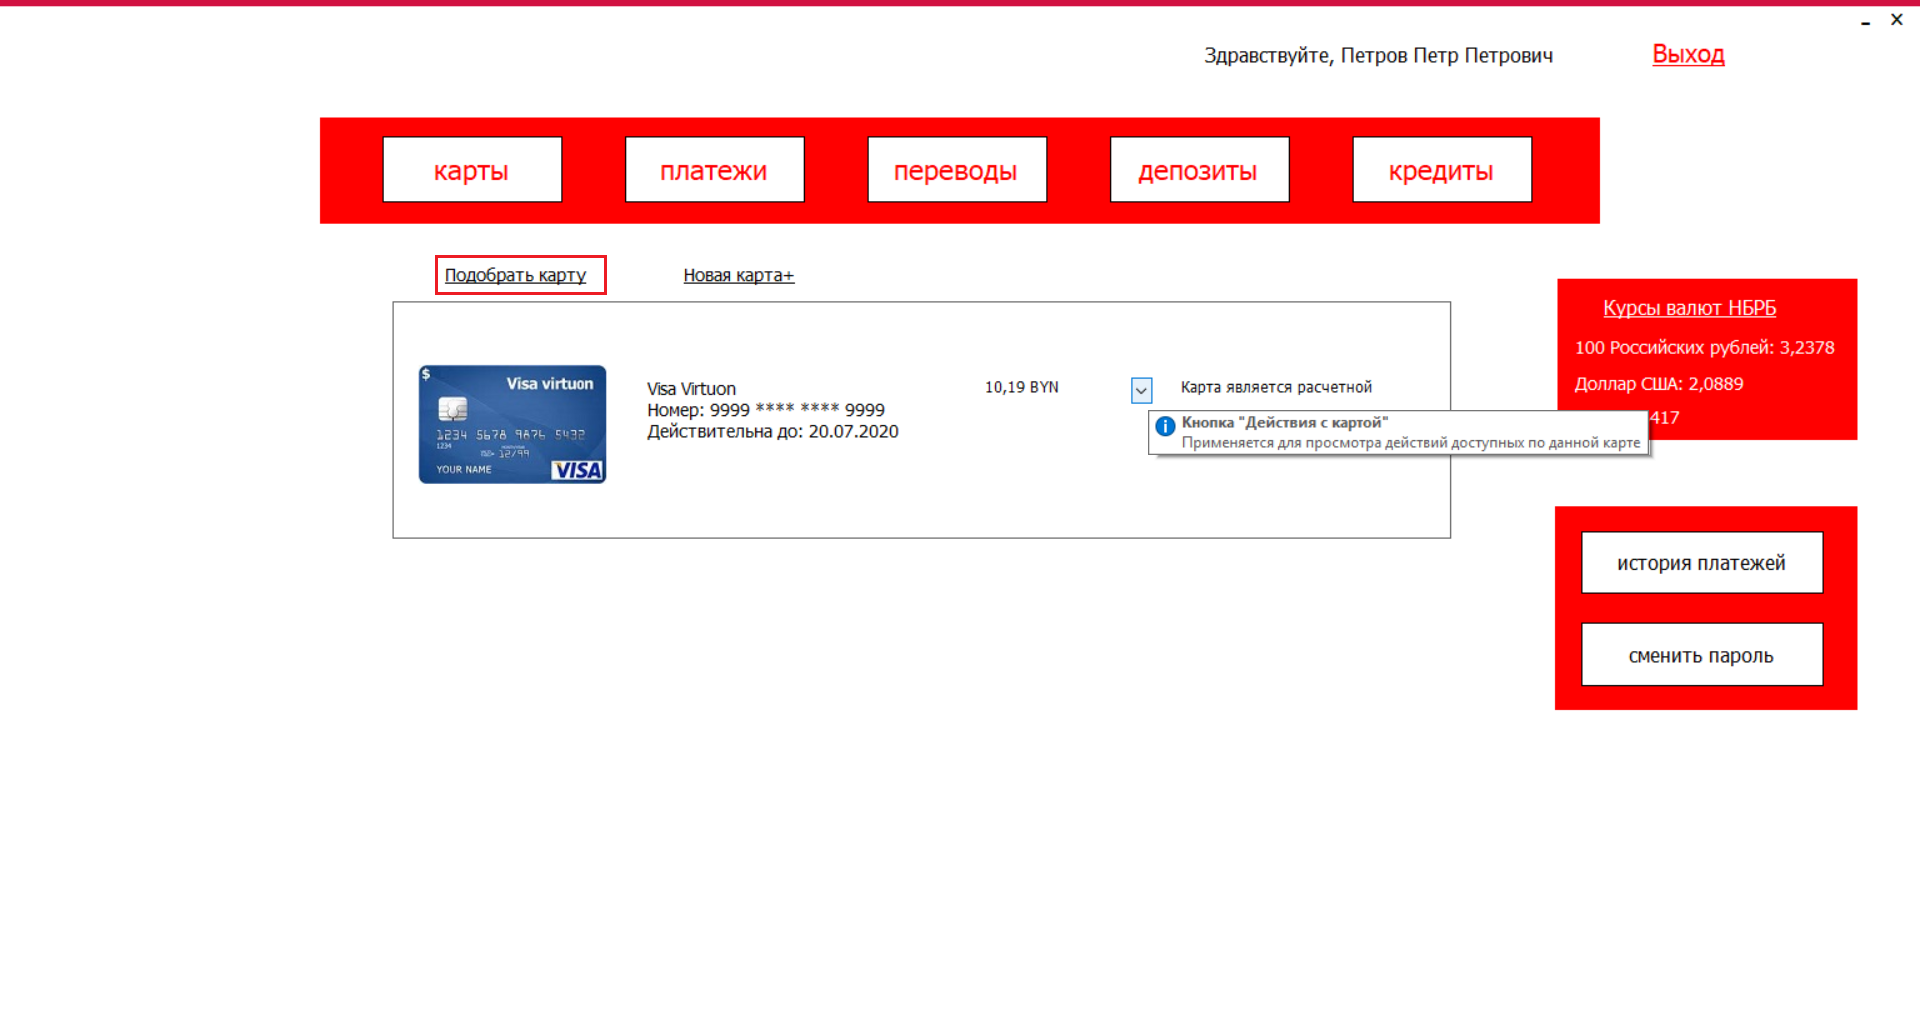 Здравствуйте, Петров Петр Петрович
Выход
карты
платежи
переводы
депозиты
кредиты
Подобрать карту
Новая карта+
$
Visa virtuon
1234 5678 9876 5432
1234
12/99
YOUR NAME
VISA
Visa Virtuon
Номер: 9999 **** **** 9999
Действительна до: 20.07.2020
10,19 BYN
Карта является расчетной
Кнопка "Действия с картой"
Применяется для просмотра действий доступных по данной карте
Курсы валют НБРБ
100 Российских рублей: 3,2378
Доллар США: 2,0889
417
история платежей
сменить пароль